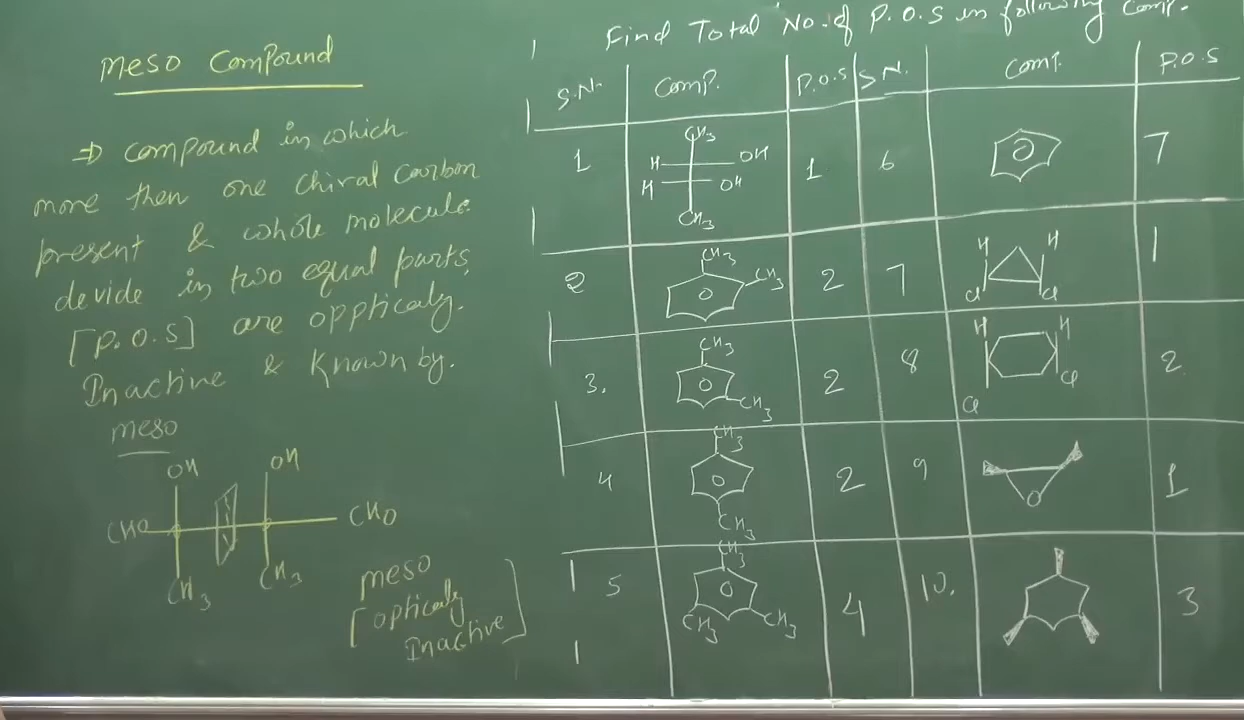 meso Compound
⇒ compound in which
more then one chiral carbon
present & whole molecule
devide in two equal parts,
[P.O.S] are oppticaly.
Inactive & Known by.
meso
OH OH
CHO CHO
CH3 CH3
meso
[optically
Inactive]
Find Total No. of P.O.S in following Comp.
S.N. Comp. P.O.S S.N. Comp. P.O.S
1 CH3 H OH H OH CH3 1 6 7
2 CH3 CH3 2 7 H H Cl Cl 1
3. CH3 CH3 2 8 H H Cl Cl 2
4 CH3 CH3 2 9 O 1
5 CH3 CH3 CH3 4 10. 3